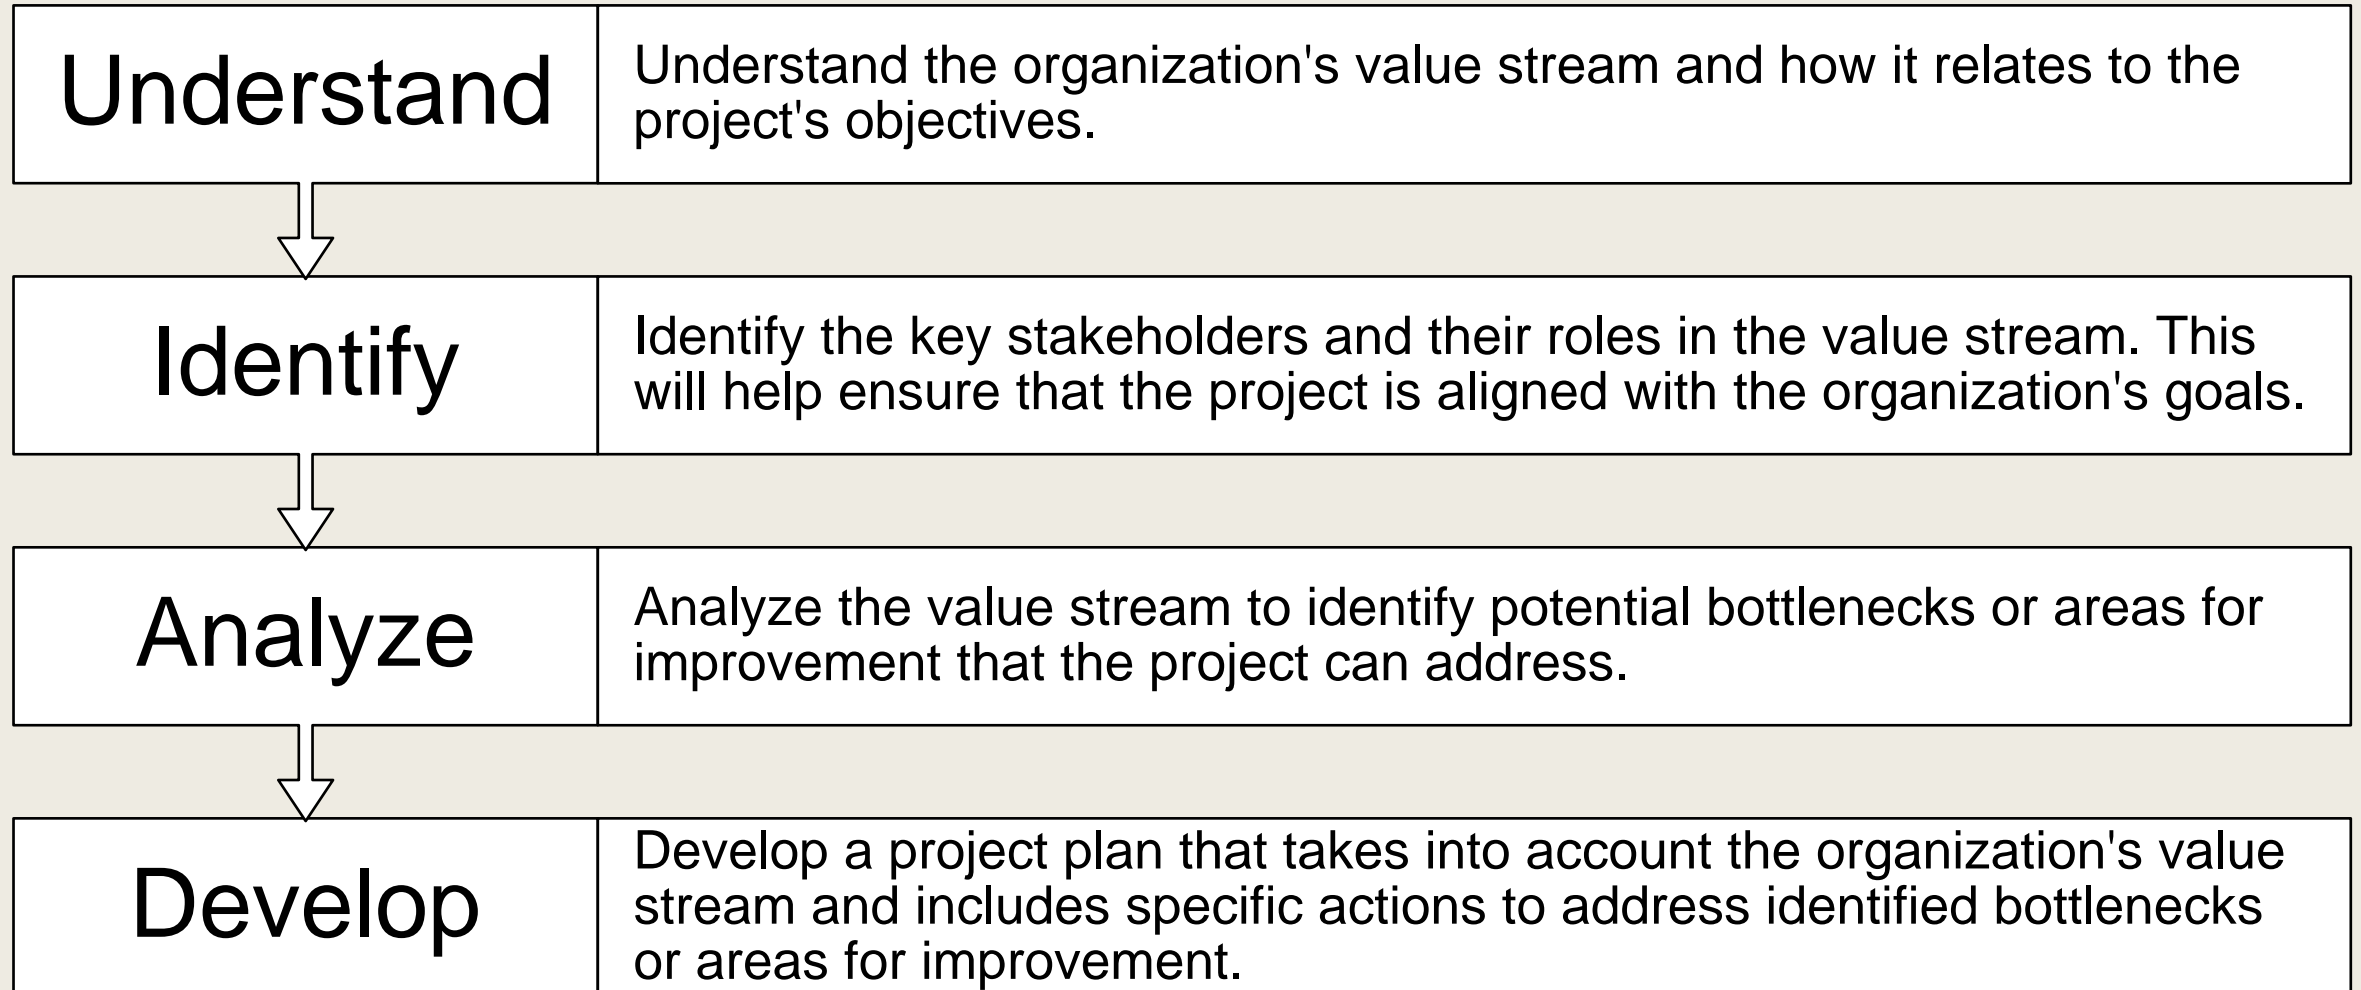 Understand
Understand the organization's value stream and how it relates to the
project's objectives.
Identify
Identify the key stakeholders and their roles in the value stream. This
will help ensure that the project is aligned with the organization's goals.
Analyze
Analyze the value stream to identify potential bottlenecks or areas for
improvement that the project can address.
Develop
Develop a project plan that takes into account the organization's value
stream and includes specific actions to address identified bottlenecks
or areas for improvement.